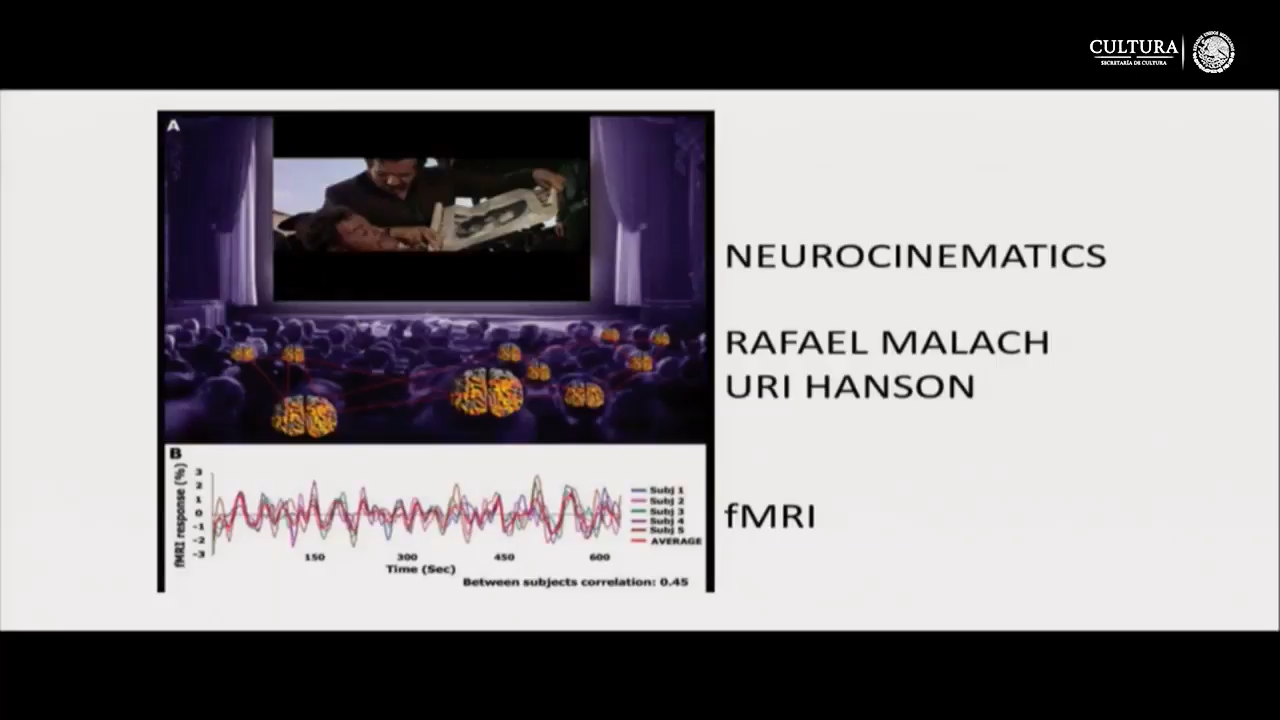 CULTURA
SECRETARÍA DE CULTURA
A
NEUROCINEMATICS
RAFAEL MALACH
URI HANSON
fMRI
B
fMRI response (%)
3
2
1
0
-1
-2
-3
150 300 450 600
Time (Sec)
Subj 1
Subj 2
Subj 3
Subj 4
Subj 5
AVERAGE
Between subjects correlation: 0.45